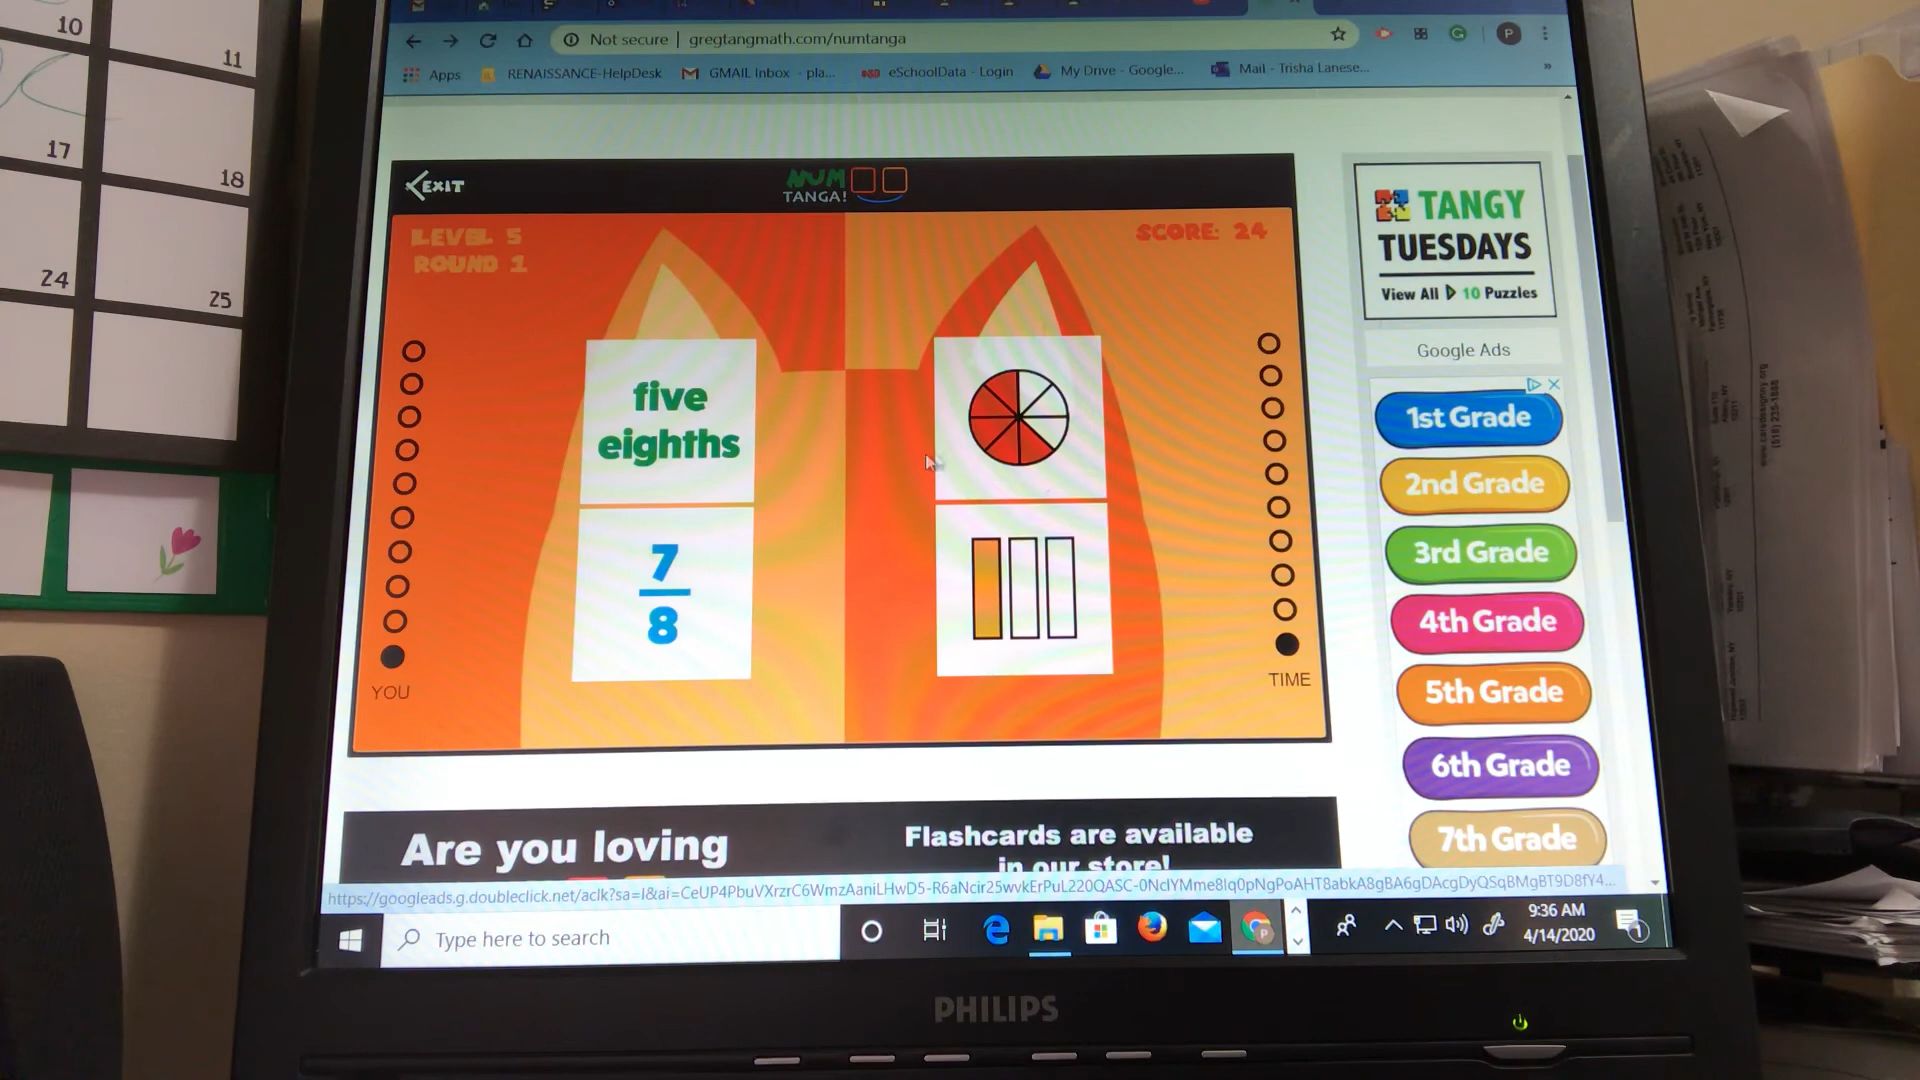 10
11
17
18
24
25
Not secure | gregtangmath.com/numtanga
P
Apps
RENAISSANCE-HelpDesk
GMAIL Inbox - pla...
eSchoolData - Login
My Drive - Google...
Mail - Trisha Lanese...
»
EXIT
NUM
TANGA!
LEVEL 5
ROUND 1
SCORE: 24
five
eighths
7
8
YOU
TIME
TANGY
TUESDAYS
View All 10 Puzzles
Google Ads
1st Grade
2nd Grade
3rd Grade
4th Grade
5th Grade
6th Grade
7th Grade
Are you loving
Flashcards are available
in our store!
Type here to search
9:36 AM
4/14/2020
1
PHILIPS